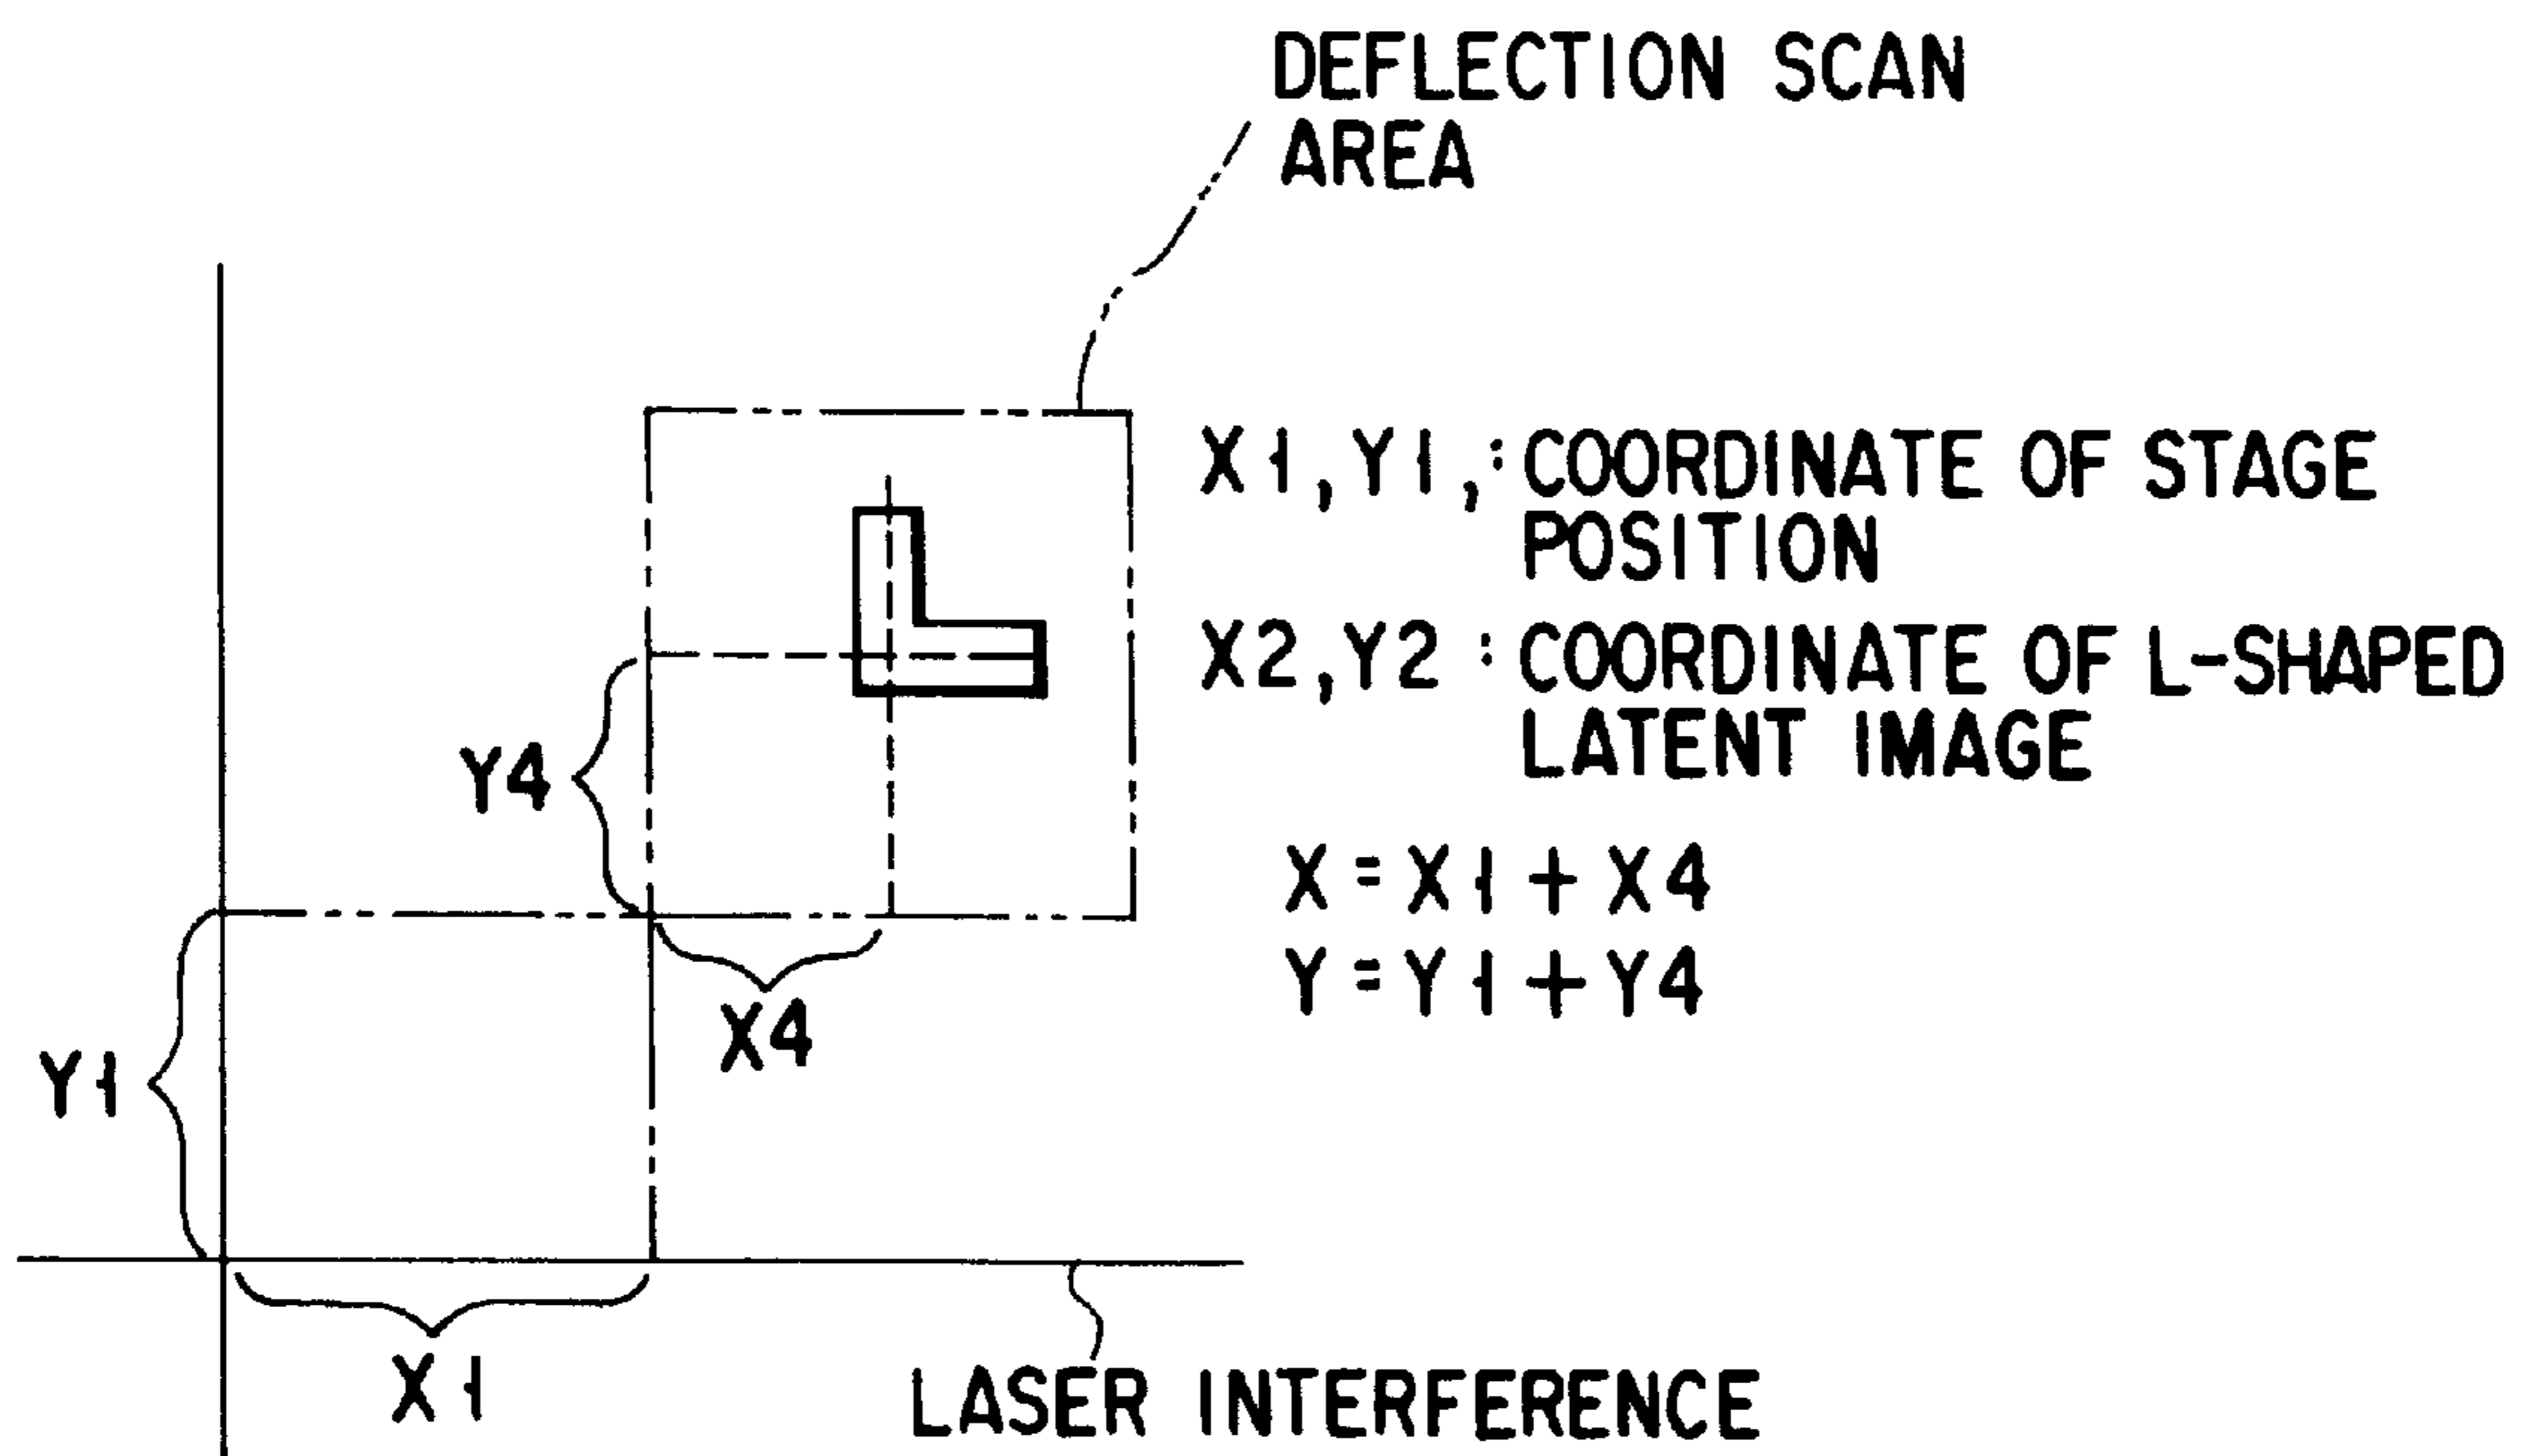 DEFLECTION SCAN
AREA
X1,Y1,:COORDINATE OF STAGE
POSITION
X2,Y2:COORDINATE OF L-SHAPED
LATENT IMAGE
Y4
X=X1+X4
Y=Y1+Y4
X4
Y1
X1
LASER INTERFERENCE